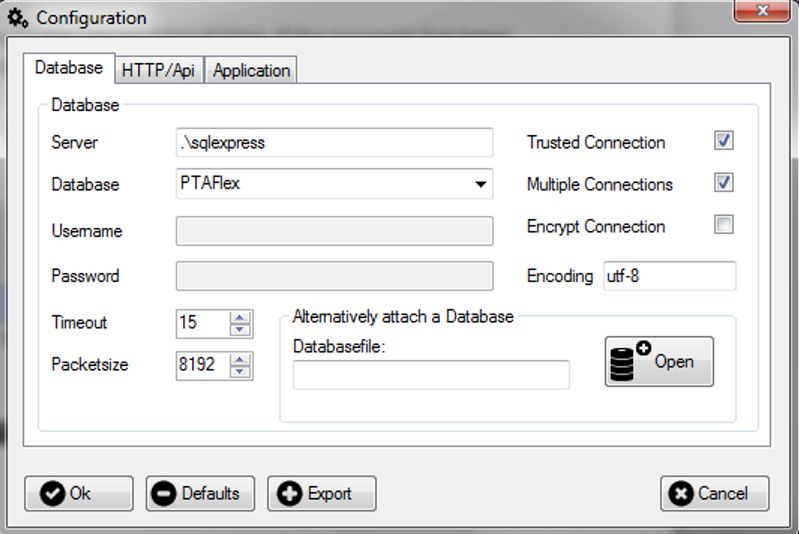 Configuration
Database HTTP/Api Application
Database
Server .\sqlexpress Trusted Connection
Database PTAFlex Multiple Connections
Username Encrypt Connection
Password Encoding utf-8
Timeout 15 Alternatively attach a Database
Databasefile:
Packetsize 8192 Open
Ok Defaults Export Cancel